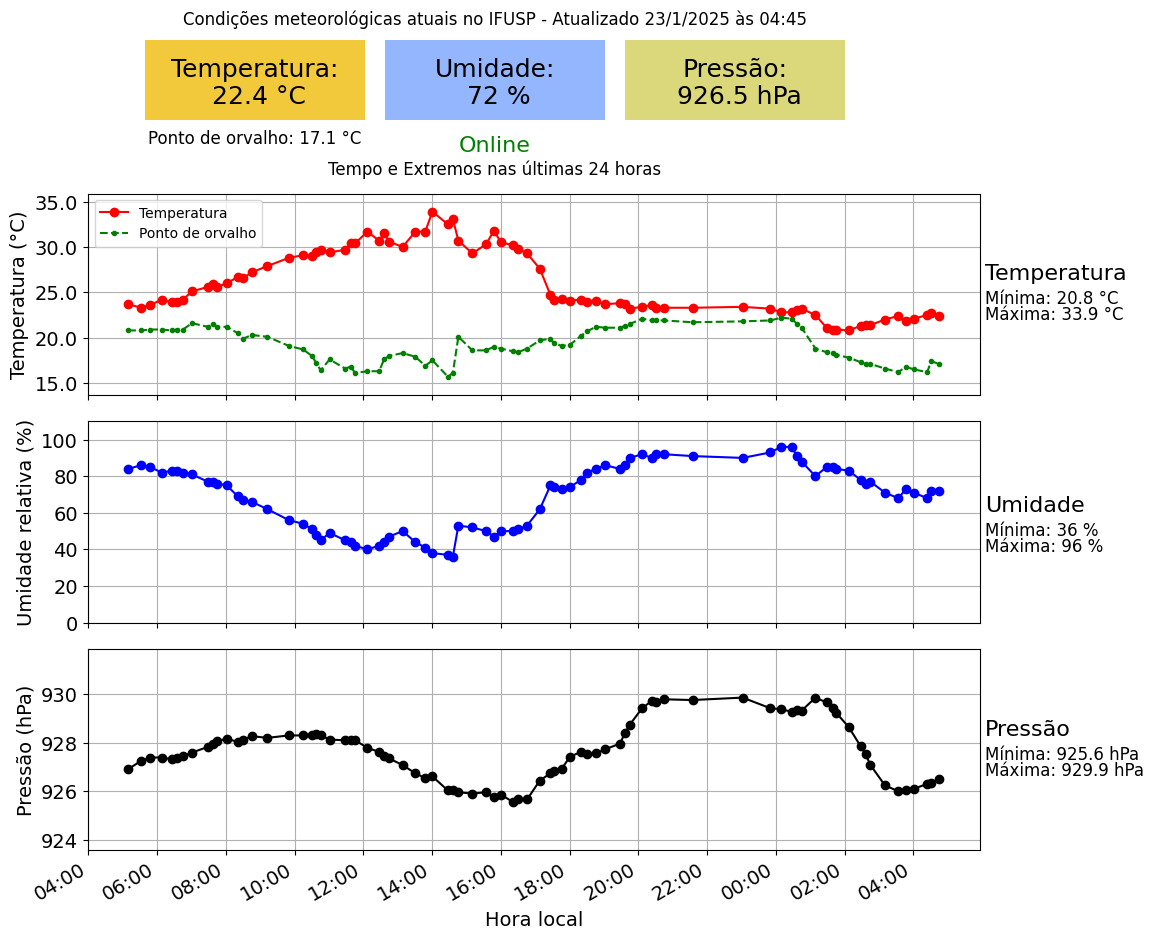 Condições meteorológicas atuais no IFUSP - Atualizado 23/1/2025 às 04:45
Temperatura:
22.4 °C
Umidade:
72 %
Pressão:
926.5 hPa
Ponto de orvalho: 17.1 °C
Online
Tempo e Extremos nas últimas 24 horas
Temperatura (°C)
35.0
30.0
25.0
20.0
15.0
Temperatura
Ponto de orvalho
Temperatura
Mínima: 20.8 °C
Máxima: 33.9 °C
Umidade relativa (%)
100
80
60
40
20
0
Umidade
Mínima: 36 %
Máxima: 96 %
Pressão (hPa)
930
928
926
924
Pressão
Mínima: 925.6 hPa
Máxima: 929.9 hPa
04:00 06:00 08:00 10:00 12:00 14:00 16:00 18:00 20:00 22:00 00:00 02:00 04:00
Hora local